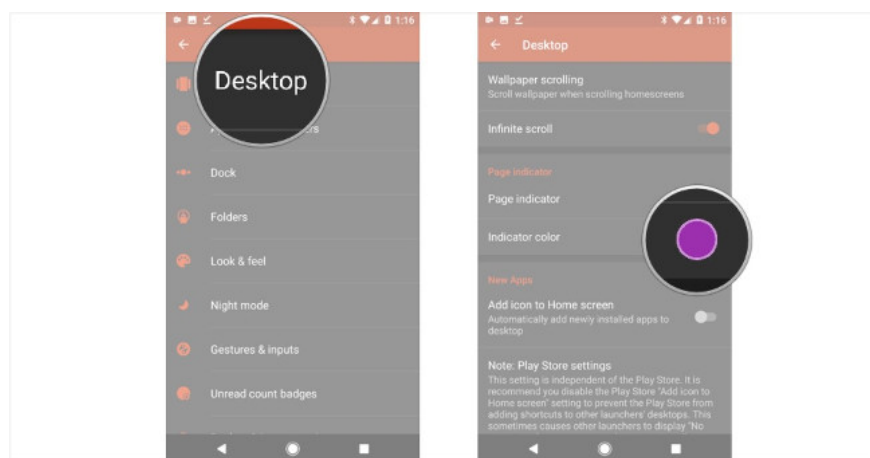 1:16
Desktop
rs
Dock
Folders
Look & feel
Night mode
Gestures & inputs
Unread count badges
1:16
Desktop
Wallpaper scrolling
Scroll wallpaper when scrolling homescreens
Infinite scroll
Page indicator
Page indicator
Indicator color
New Apps
Add icon to Home screen
Automatically add newly installed apps to
desktop
Note: Play Store settings
This setting is independent of the Play Store. It is
recommend you disable the Play Store "Add icon to
Home screen" setting to prevent the Play Store from
adding shortcuts to other launchers' desktops. This
sometimes causes other launchers to display "No